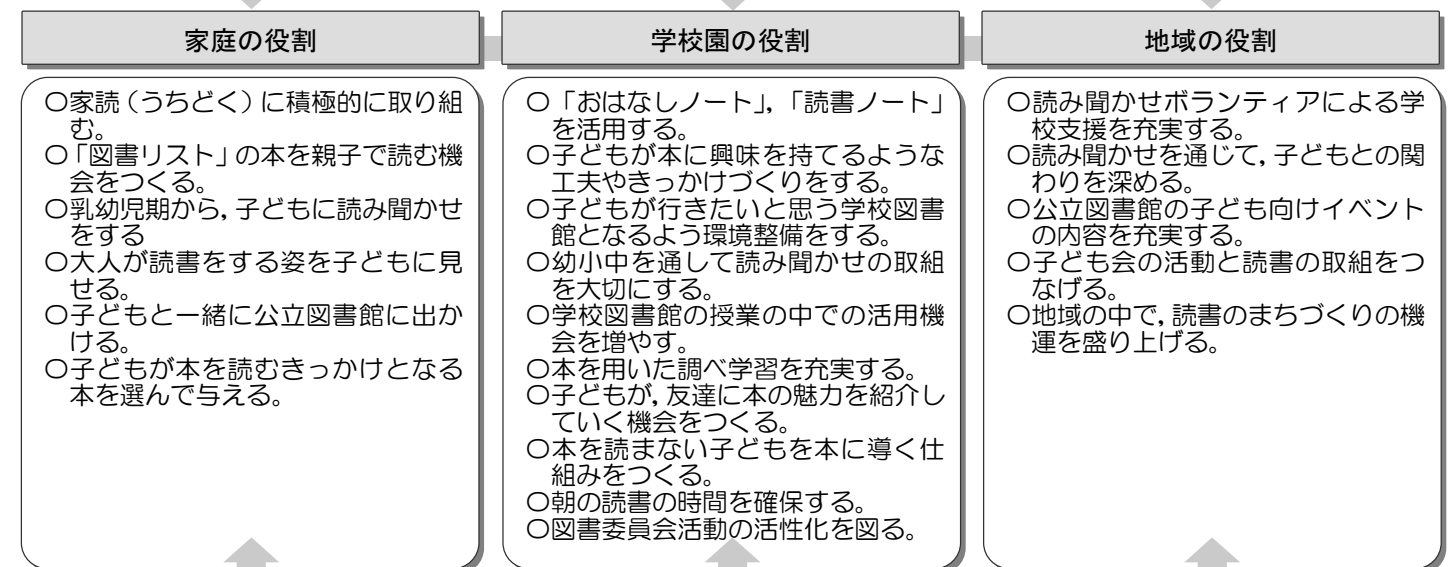 家庭の役割
〇家読（うちどく）に積極的に取り組
む。
〇「図書リスト」の本を親子で読む機
会をつくる。
〇乳幼児期から，子どもに読み聞かせ
をする
〇大人が読書をする姿を子どもに見
せる。
〇子どもと一緒に公立図書館に出か
ける。
〇子どもが本を読むきっかけとなる
本を選んで与える。
学校園の役割
〇「おはなしノート」，「読書ノート」
を活用する。
〇子どもが本に興味を持てるような
工夫やきっかけづくりをする。
〇子どもが行きたいと思う学校図書
館となるよう環境整備をする。
〇幼小中を通して読み聞かせの取組
を大切にする。
〇学校図書館の授業の中での活用機
会を増やす。
〇本を用いた調べ学習を充実する。
〇子どもが，友達に本の魅力を紹介し
ていく機会をつくる。
〇本を読まない子どもを本に導く仕
組みをつくる。
〇朝の読書の時間を確保する。
〇図書委員会活動の活性化を図る。
地域の役割
〇読み聞かせボランティアによる学
校支援を充実する。
〇読み聞かせを通じて，子どもとの関
わりを深める。
〇公立図書館の子ども向けイベント
の内容を充実する。
〇子ども会の活動と読書の取組をつ
なげる。
〇地域の中で，読書のまちづくりの機
運を盛り上げる。